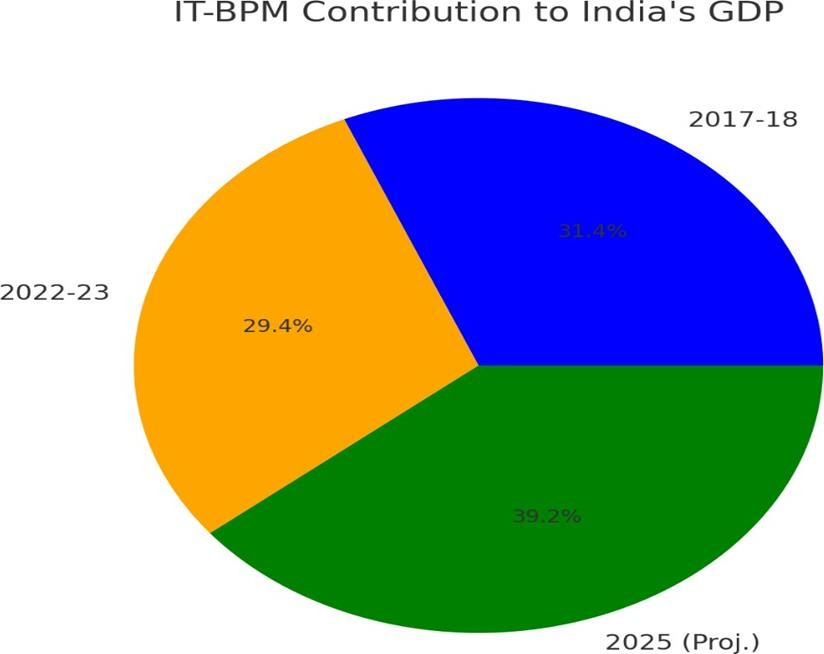 IT-BPM Contribution to India's GDP
2017-18
31.4%
2022-23
29.4%
39.2%
2025 (Proj.)